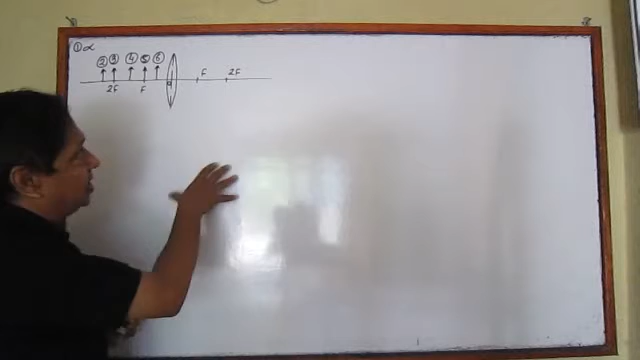 ① ∝
② ③ ④ ⑤ ⑥
F 2F
2F F